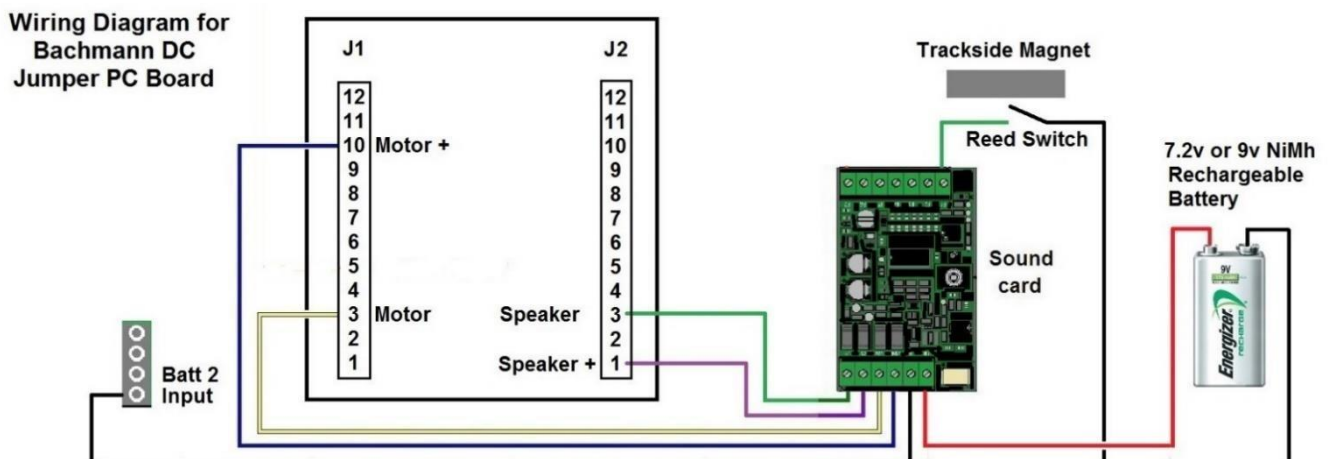 Wiring Diagram for
Bachmann DC
Jumper PC Board
J1
J2
12
11
10 Motor +
9
8
7
6
5
4
3 Motor
2
1
12
11
10
9
8
7
6
5
4
Speaker 3
2
Speaker + 1
Batt 2
Input
Trackside Magnet
Reed Switch
Sound
card
7.2v or 9v NiMh
Rechargeable
Battery
9V
Energizer
RECHARGE